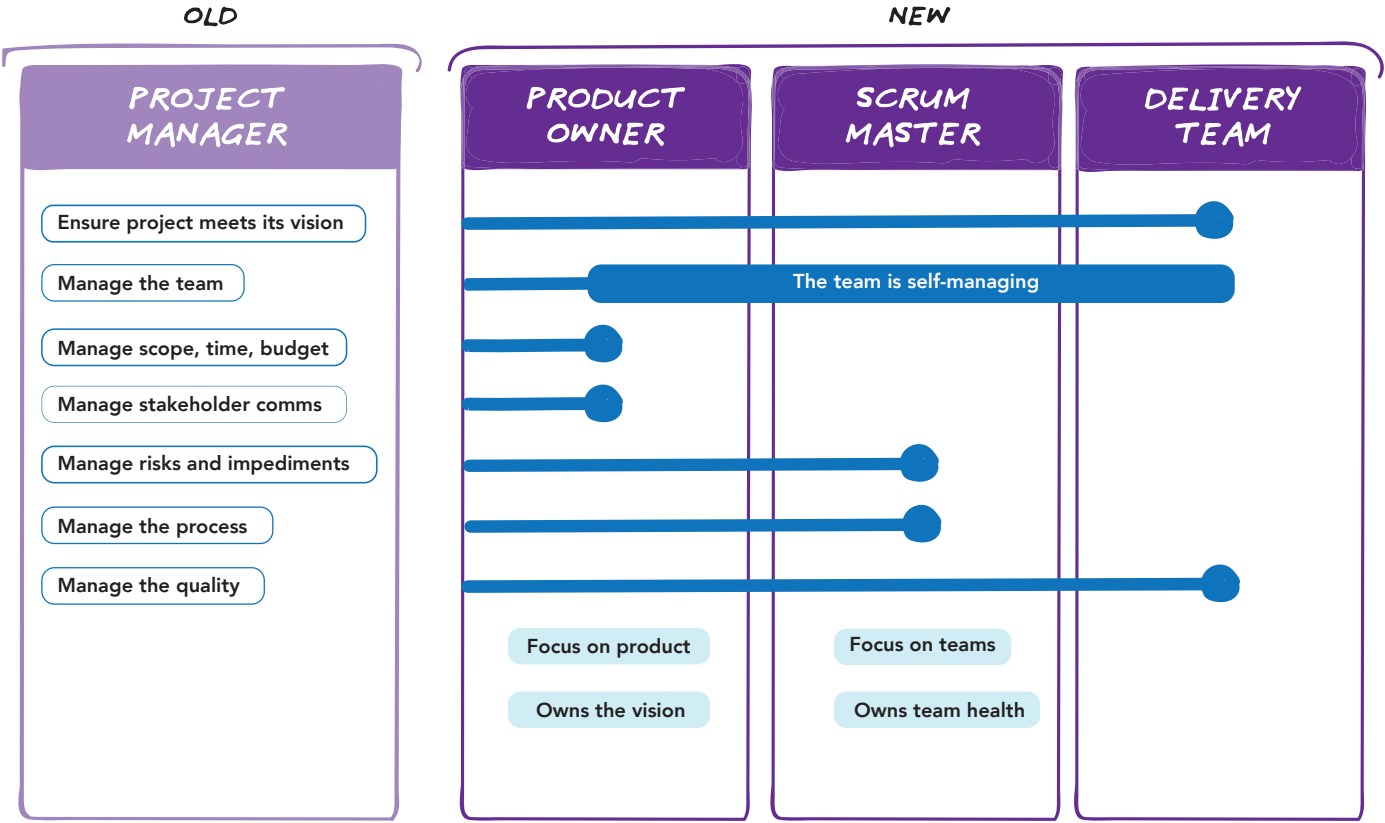 OLD
NEW
PROJECT
MANAGER
PRODUCT
OWNER
SCRUM
MASTER
DELIVERY
TEAM
Ensure project meets its vision
Manage the team
The team is self-managing
Manage scope, time, budget
Manage stakeholder comms
Manage risks and impediments
Manage the process
Manage the quality
Focus on product
Focus on teams
Owns the vision
Owns team health